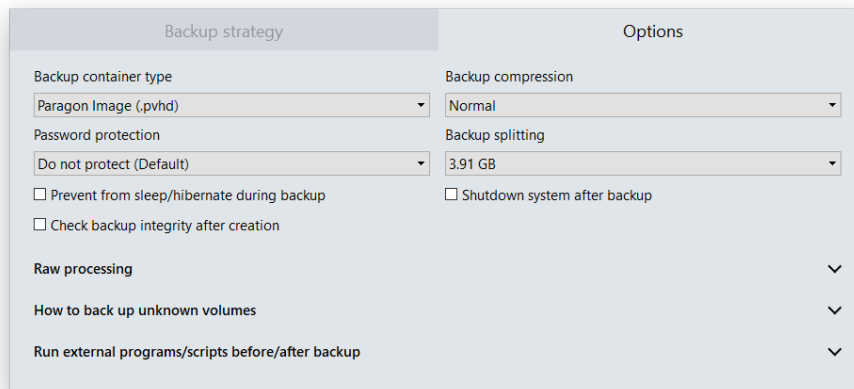 Backup strategy
Options
Backup container type
Backup compression
Paragon Image (.pvhd)
Normal
Password protection
Backup splitting
Do not protect (Default)
3.91 GB
Prevent from sleep/hibernate during backup
Shutdown system after backup
Check backup integrity after creation
Raw processing
How to back up unknown volumes
Run external programs/scripts before/after backup